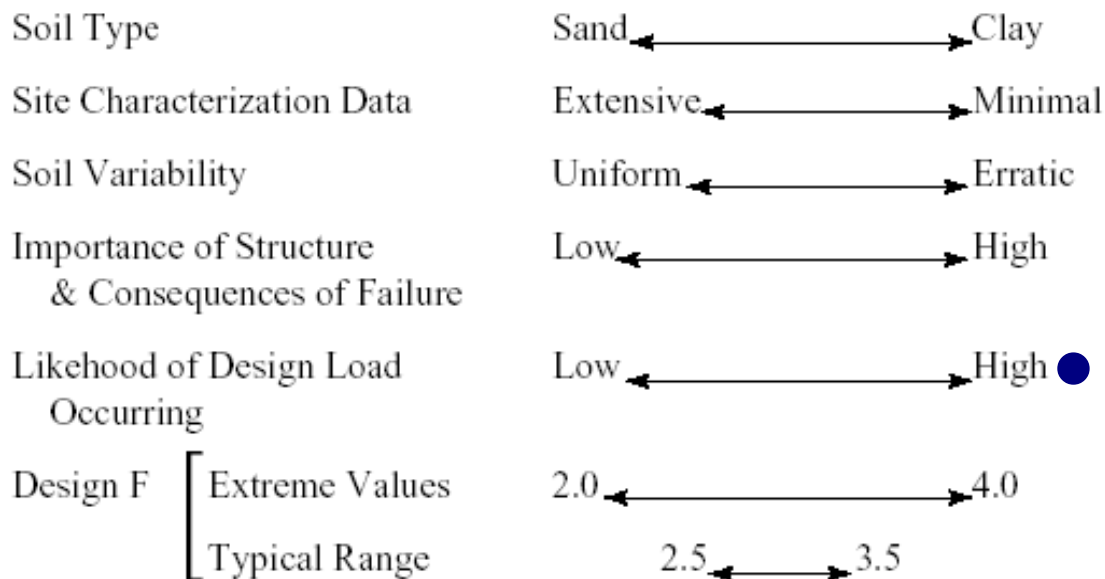 Soil Type Sand Clay
Site Characterization Data Extensive Minimal
Soil Variability Uniform Erratic
Importance of Structure Low High
& Consequences of Failure
Likehood of Design Load Low High
Occurring
Design F Extreme Values 2.0 4.0
Typical Range 2.5 3.5